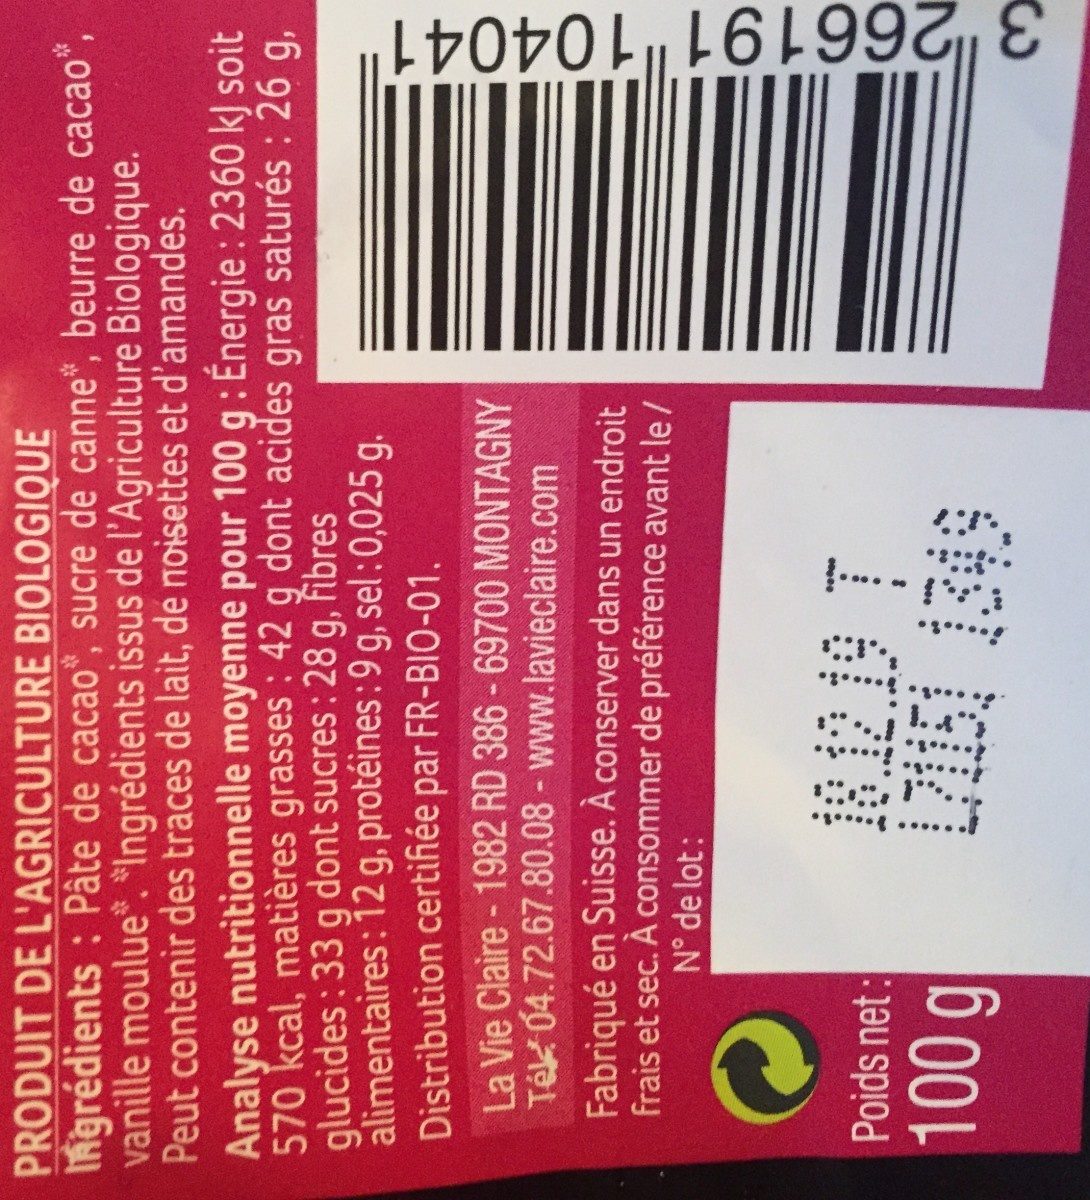 PRODUIT DE L'AGRICULTURE BIOLOGIQUE
Ingrédients : Pâte de cacao*, sucre de canne*, beurre de cacao*,
vanille moulue*. *Ingrédients issus de l'Agriculture Biologique.
Peut contenir des traces de lait, de noisettes et d'amandes.
Analyse nutritionnelle moyenne pour 100 g : Énergie : 2360 kJ soit
570 kcal, matières grasses : 42 g dont acides gras saturés : 26 g,
glucides : 33 g dont sucres : 28 g, fibres
alimentaires : 12 g, protéines : 9 g, sel : 0,025 g.
Distribution certifiée par FR-BIO-01.
La Vie Claire - 1982 RD 386 - 69700 MONTAGNY
Tél. 04.72.67.80.08 - www.lavieclaire.com
Fabriqué en Suisse. À conserver dans un endroit
frais et sec. À consommer de préférence avant le /
N° de lot :
18.12.19 T
Poids net :
100 g
3 266191 104041